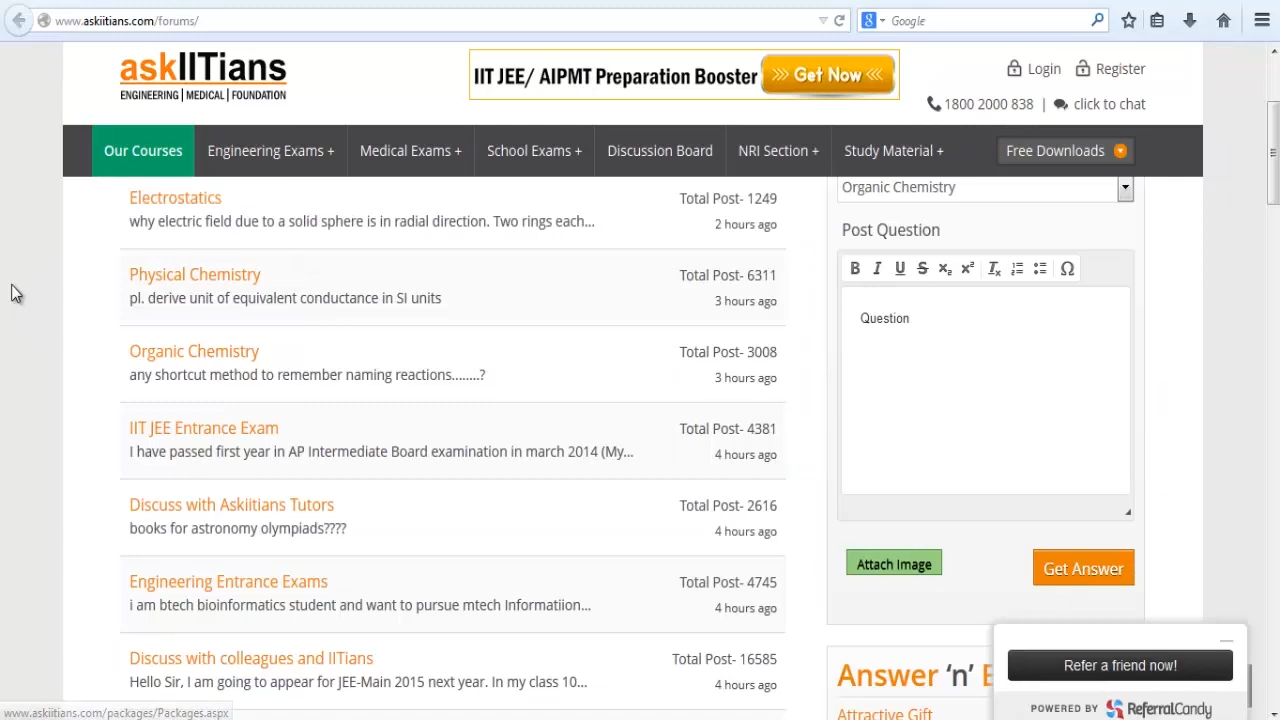 www.askiitians.com/forums/
Google
askIITians
ENGINEERING | MEDICAL | FOUNDATION
IIT JEE/ AIPMT Preparation Booster
>>> Get Now <<<
Login
Register
1800 2000 838 | click to chat
Our Courses
Engineering Exams +
Medical Exams +
School Exams +
Discussion Board
NRI Section +
Study Material +
Free Downloads
Electrostatics
Total Post- 1249
why electric field due to a solid sphere is in radial direction. Two rings each...
2 hours ago
Physical Chemistry
Total Post- 6311
pl. derive unit of equivalent conductance in SI units
3 hours ago
Organic Chemistry
Total Post- 3008
any shortcut method to remember naming reactions........?
3 hours ago
IIT JEE Entrance Exam
Total Post- 4381
I have passed first year in AP Intermediate Board examination in march 2014 (My...
4 hours ago
Discuss with Askiitians Tutors
Total Post- 2616
books for astronomy olympiads????
4 hours ago
Engineering Entrance Exams
Total Post- 4745
i am btech bioinformatics student and want to pursue mtech Informatiion...
4 hours ago
Discuss with colleagues and IITians
Total Post- 16585
Hello Sir, I am going to appear for JEE-Main 2015 next year. In my class 10...
4 hours ago
Organic Chemistry
Post Question
B I U S x₂ x² Tx Ω
Question
Attach Image
Get Answer
Answer 'n' E
Attractive Gift
Refer a friend now!
POWERED BY ReferralCandy
www.askiitians.com/packages/Packages.aspx